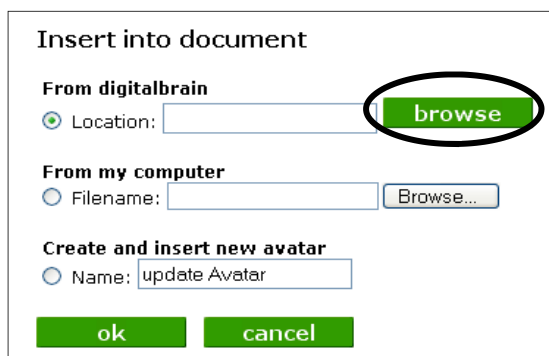 Insert into document
From digitalbrain
Location: browse
From my computer
Filename: Browse...
Create and insert new avatar
Name: update Avatar
ok cancel